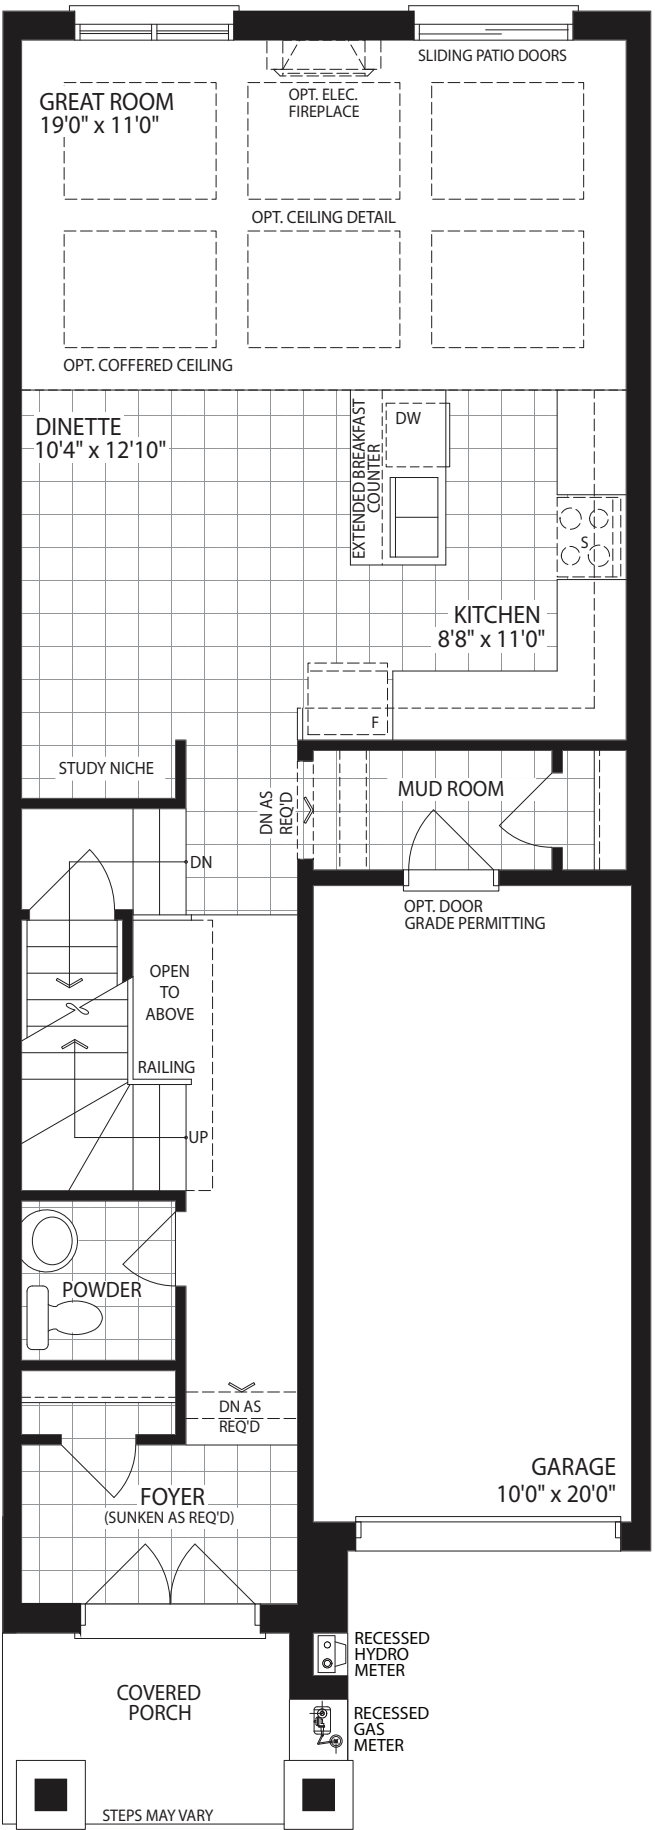 SLIDING PATIO DOORS
GREAT ROOM
19'0" x 11'0"
OPT. ELEC.
FIREPLACE
OPT. CEILING DETAIL
OPT. COFFERED CEILING
DINETTE
10'4" x 12'10"
EXTENDED BREAKFAST
COUNTER
DW
S
KITCHEN
8'8" x 11'0"
F
STUDY NICHE
DN AS
REQ'D
MUD ROOM
DN
OPT. DOOR
GRADE PERMITTING
OPEN
TO
ABOVE
RAILING
UP
POWDER
DN AS
REQ'D
GARAGE
10'0" x 20'0"
FOYER
(SUNKEN AS REQ'D)
RECESSED
HYDRO
METER
COVERED
PORCH
RECESSED
GAS
METER
STEPS MAY VARY